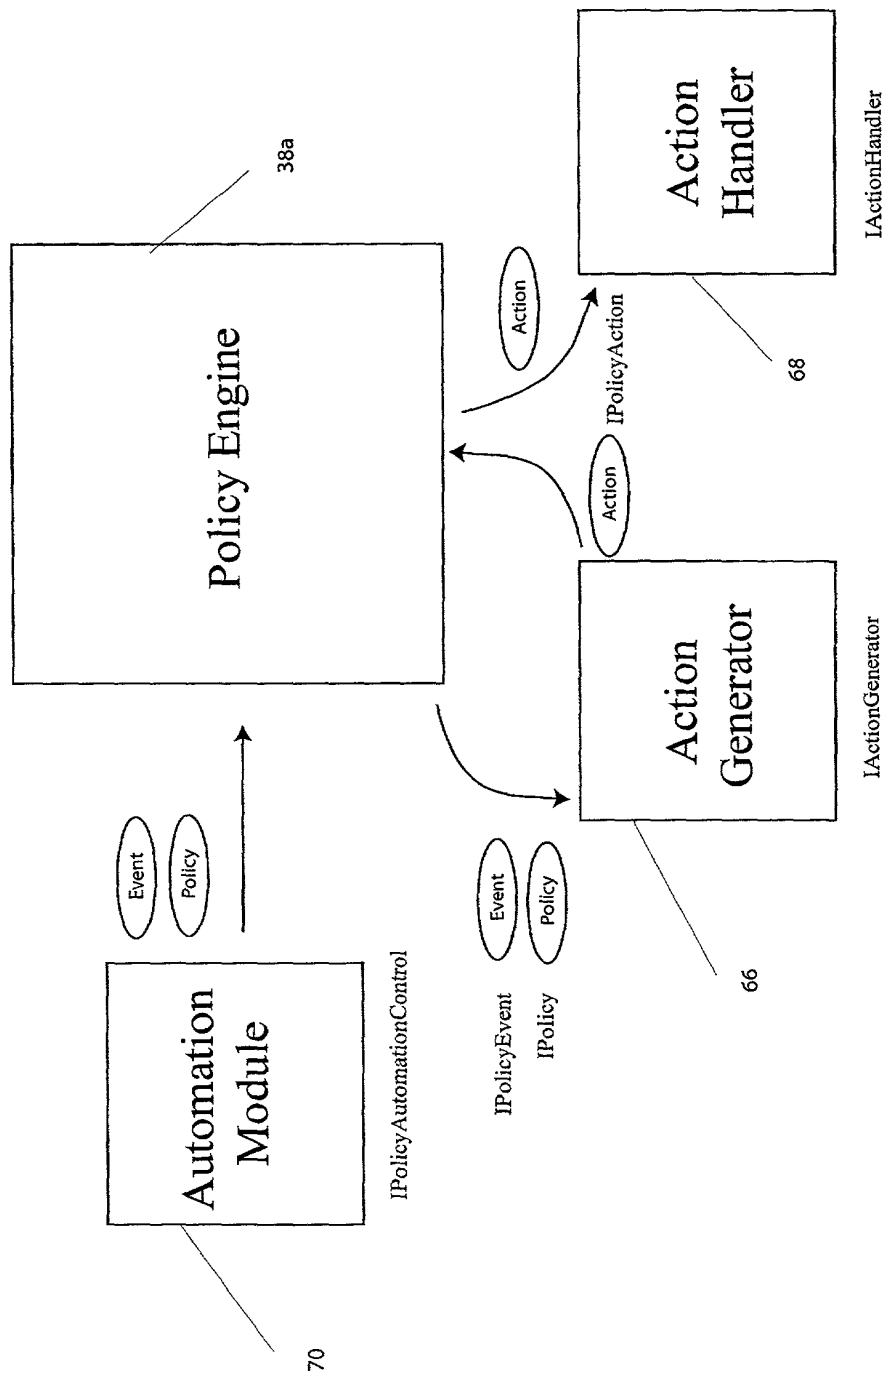 38a
Policy Engine
Event
Policy
Automation
Module
IPolicyAutomationControl
70
Action
IPolicyAction
Action
Event
Policy
IPolicyEvent
IPolicy
Action
Generator
IActionGenerator
66
Action
Handler
IActionHandler
68